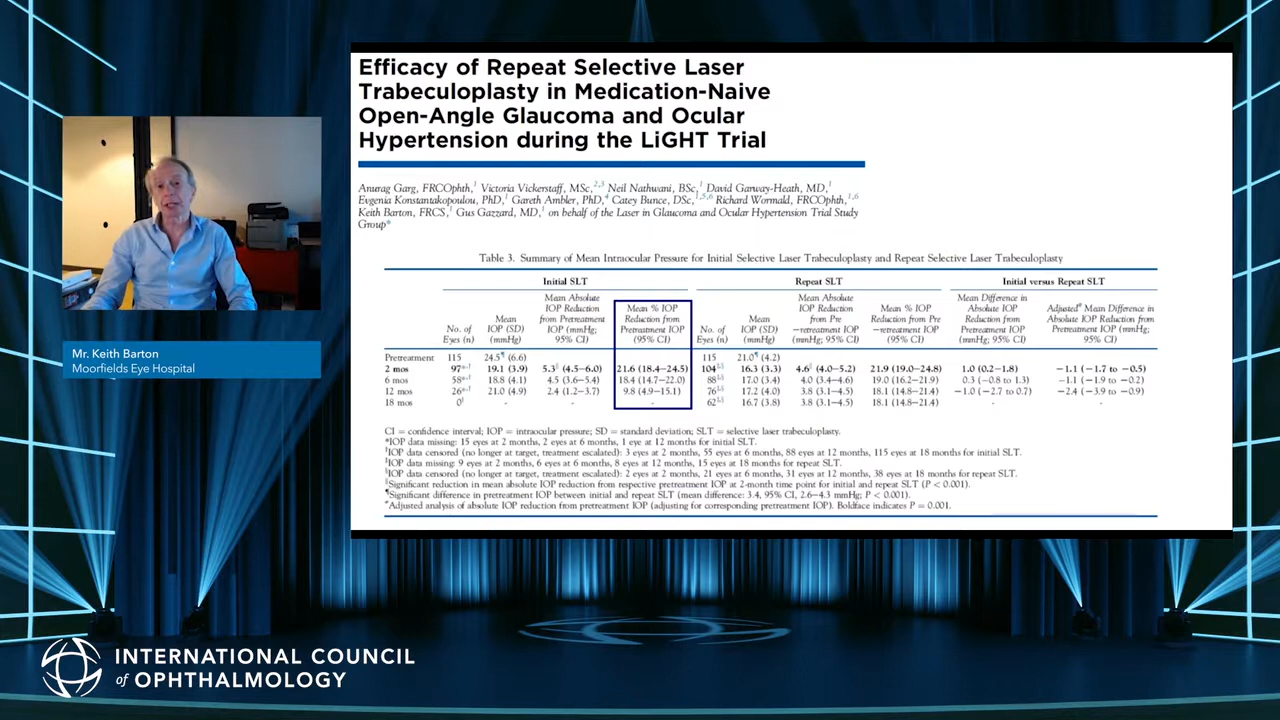 Efficacy of Repeat Selective Laser
Trabeculoplasty in Medication-Naive
Open-Angle Glaucoma and Ocular
Hypertension during the LiGHT Trial
Anurag Garg, FRCOphth,¹ Victoria Vickerstaff, MSc,²,³ Neil Nathwani, BSc,¹ David Garway-Heath, MD,¹
Evgenia Konstantakopoulou, PhD,¹ Gareth Ambler, PhD,⁴ Catey Bunce, DSc,¹,⁵,⁶ Richard Wormald, FRCOphth,¹,⁶
Keith Barton, FRCS,¹ Gus Gazzard, MD,¹ on behalf of the Laser in Glaucoma and Ocular Hypertension Trial Study
Group*
Table 3. Summary of Mean Intraocular Pressure for Initial Selective Laser Trabeculoplasty and Repeat Selective Laser Trabeculoplasty
Initial SLT Repeat SLT Initial versus Repeat SLT
No. of Eyes (n)
Mean IOP (SD) (mmHg)
Mean Absolute IOP Reduction from Pretreatment IOP (mmHg; 95% CI)
Mean % IOP Reduction from Pretreatment IOP (95% CI)
No. of Eyes (n)
Mean IOP (SD) (mmHg)
Mean Absolute IOP Reduction from Pre −retreatment IOP (mmHg; 95% CI)
Mean % IOP Reduction from Pre −retreatment IOP (95% CI)
Mean Difference in Absolute IOP Reduction from Pretreatment IOP (mmHg; 95% CI)
Adjusted# Mean Difference in Absolute IOP Reduction from Pretreatment IOP (mmHg; 95% CI)
Pretreatment 115 24.5¶ (6.6) 115 21.0¶ (4.2)
2 mos 97*,† 19.1 (3.9) 5.3‖ (4.5–6.0) 21.6 (18.4–24.5) 104‡,§ 16.3 (3.3) 4.6‖ (4.0–5.2) 21.9 (19.0–24.8) 1.0 (0.2–1.8) −1.1 (−1.7 to −0.5)
6 mos 58*,† 18.8 (4.1) 4.5 (3.6–5.4) 18.4 (14.7–22.0) 88‡,§ 17.0 (3.4) 4.0 (3.4–4.6) 19.0 (16.2–21.9) 0.3 (−0.8 to 1.3) −1.1 (−1.9 to −0.2)
12 mos 26*,† 21.0 (4.9) 2.4 (1.2–3.7) 9.8 (4.9–15.1) 76‡,§ 17.2 (4.0) 3.8 (3.1–4.5) 18.1 (14.8–21.4) −1.0 (−2.7 to 0.7) −2.4 (−3.9 to −0.9)
18 mos 0† - - - 62‡,§ 16.7 (3.8) 3.8 (3.1–4.5) 18.1 (14.8–21.4) - -
CI = confidence interval; IOP = intraocular pressure; SD = standard deviation; SLT = selective laser trabeculoplasty.
*IOP data missing: 15 eyes at 2 months, 2 eyes at 6 months, 1 eye at 12 months for initial SLT.
†IOP data censored (no longer at target, treatment escalated): 3 eyes at 2 months, 55 eyes at 6 months, 88 eyes at 12 months, 115 eyes at 18 months for initial SLT.
‡IOP data missing: 9 eyes at 2 months, 6 eyes at 6 months, 8 eyes at 12 months, 15 eyes at 18 months for repeat SLT.
§IOP data censored (no longer at target, treatment escalated): 2 eyes at 2 months, 21 eyes at 6 months, 31 eyes at 12 months, 38 eyes at 18 months for repeat SLT.
‖Significant reduction in mean absolute IOP reduction from respective pretreatment IOP at 2-month time point for initial and repeat SLT (P < 0.001).
¶Significant difference in pretreatment IOP between initial and repeat SLT (mean difference: 3.4, 95% CI, 2.6–4.3 mmHg; P < 0.001).
#Adjusted analysis of absolute IOP reduction from pretreatment IOP (adjusting for corresponding pretreatment IOP). Boldface indicates P = 0.001.
Mr. Keith Barton
Moorfields Eye Hospital
INTERNATIONAL COUNCIL
of OPHTHALMOLOGY